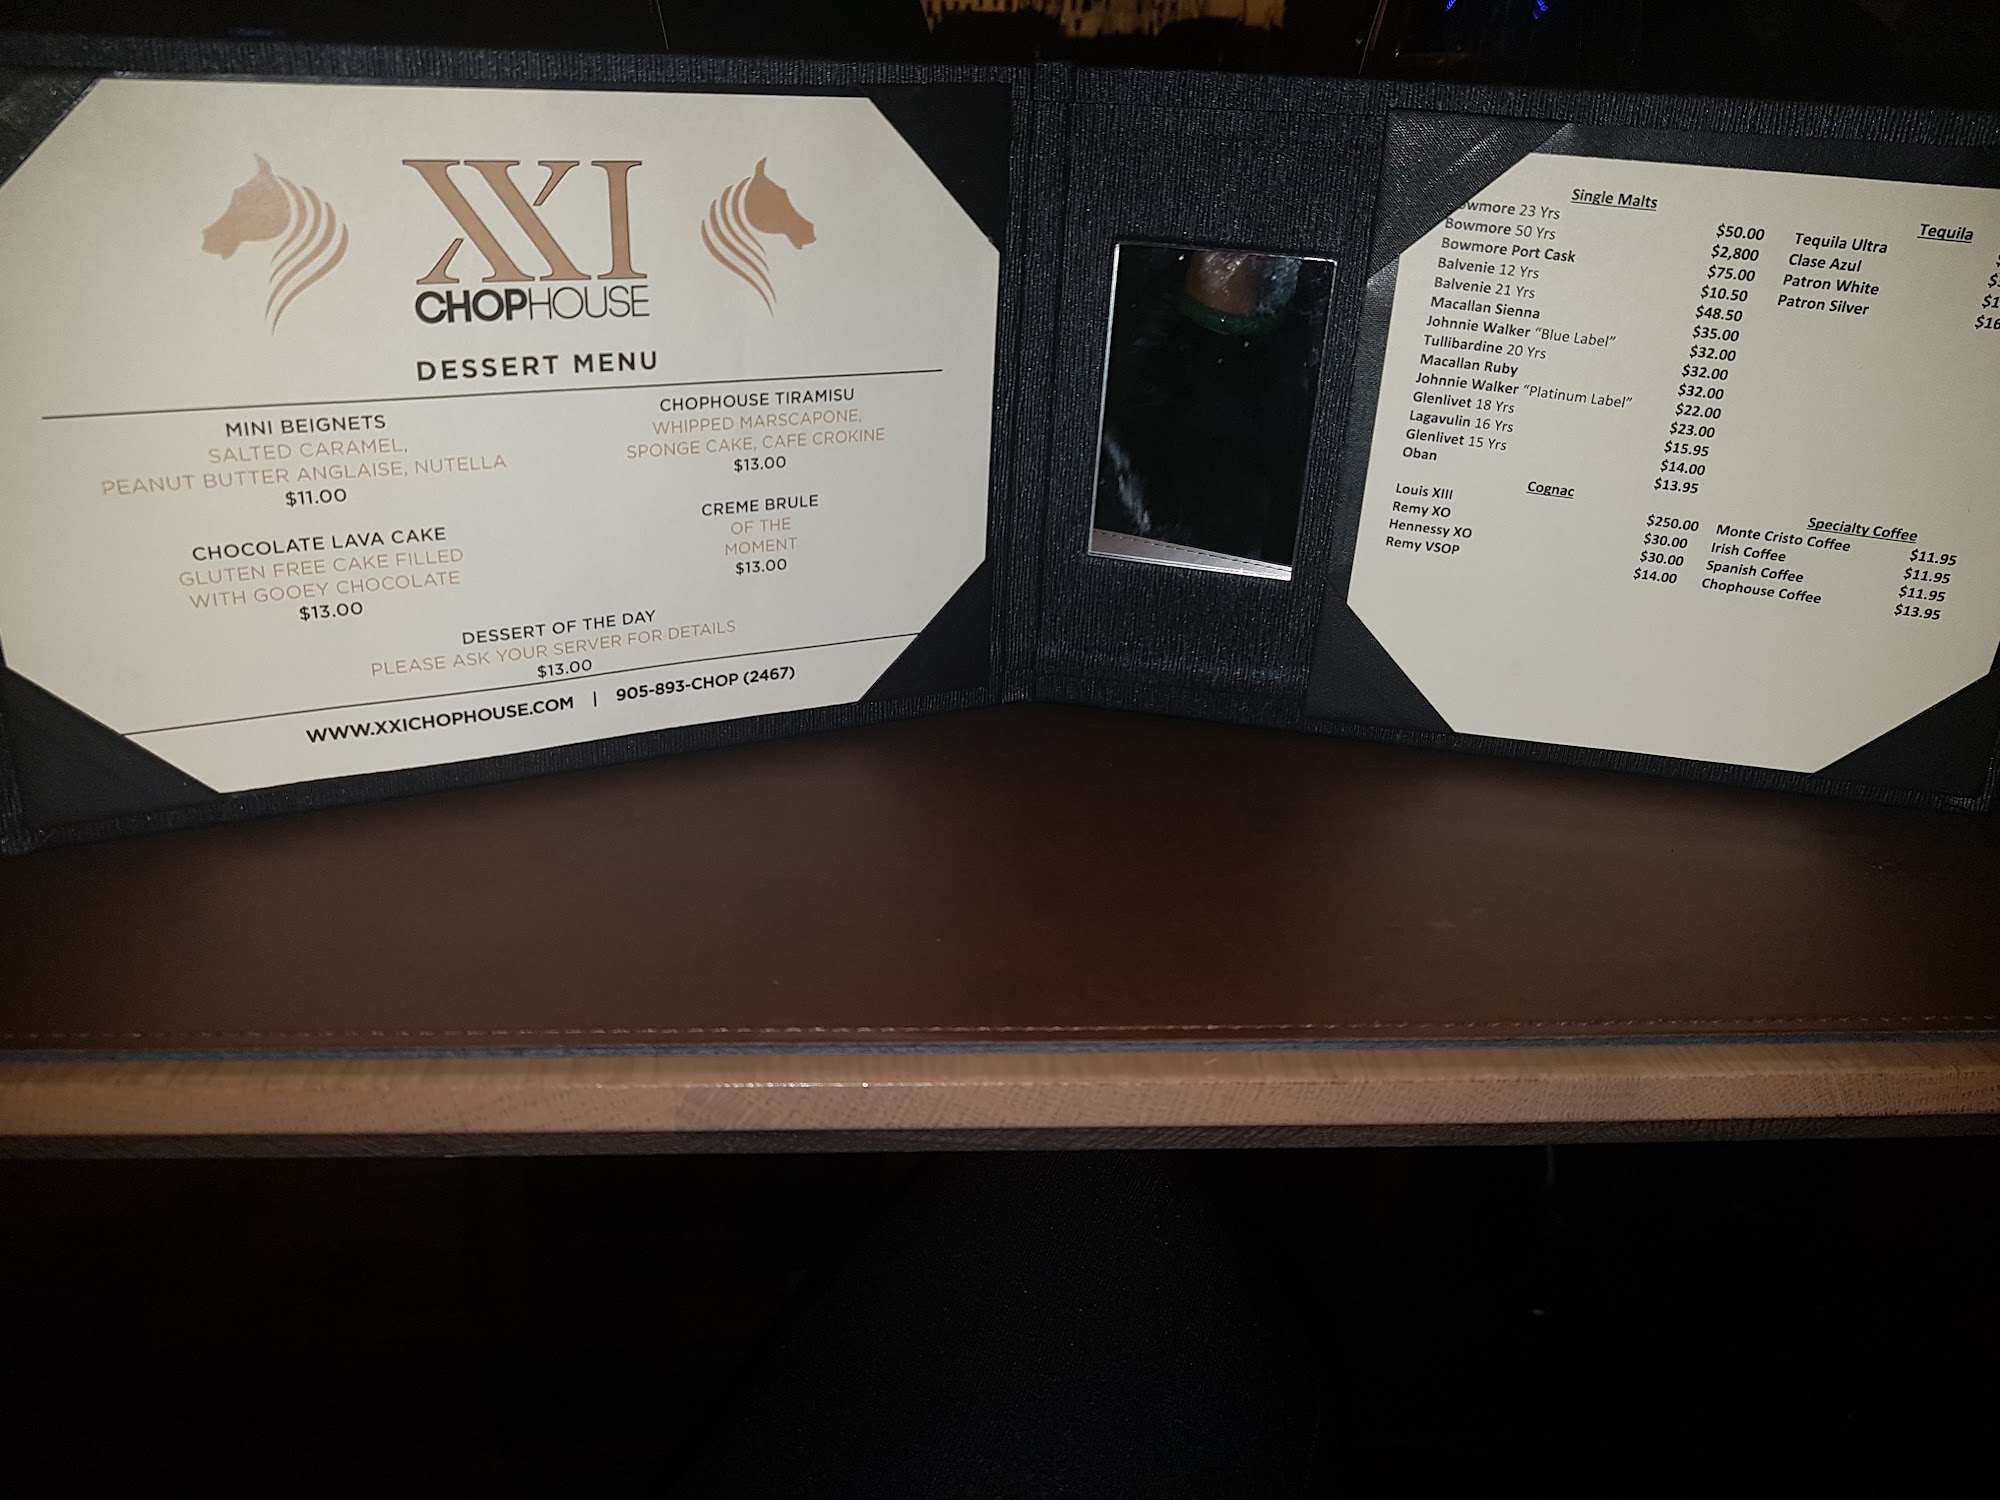 XXI
CHOPHOUSE
DESSERT MENU
MINI BEIGNETS
SALTED CARAMEL,
PEANUT BUTTER ANGLAISE, NUTELLA
$11.00
CHOPHOUSE TIRAMISU
WHIPPED MARSCAPONE,
SPONGE CAKE, CAFE CROKINE
$13.00
CHOCOLATE LAVA CAKE
GLUTEN FREE CAKE FILLED
WITH GOOEY CHOCOLATE
$13.00
CREME BRULE
OF THE
MOMENT
$13.00
DESSERT OF THE DAY
PLEASE ASK YOUR SERVER FOR DETAILS
$13.00
WWW.XXICHOPHOUSE.COM | 905-893-CHOP (2467)
Single Malts
Bowmore 23 Yrs $50.00
Bowmore 50 Yrs $2,800
Bowmore Port Cask $75.00
Balvenie 12 Yrs $10.50
Balvenie 21 Yrs $48.50
Macallan Sienna $35.00
Johnnie Walker “Blue Label” $32.00
Tullibardine 20 Yrs $32.00
Macallan Ruby $32.00
Johnnie Walker “Platinum Label” $22.00
Glenlivet 18 Yrs $23.00
Lagavulin 16 Yrs $15.95
Glenlivet 15 Yrs $14.00
Oban $13.95
Tequila
Tequila Ultra
Clase Azul
Patron White
Patron Silver
Cognac
Louis XIII $250.00
Remy XO $30.00
Hennessy XO $30.00
Remy VSOP $14.00
Specialty Coffee
Monte Cristo Coffee $11.95
Irish Coffee $11.95
Spanish Coffee $11.95
Chophouse Coffee $13.95